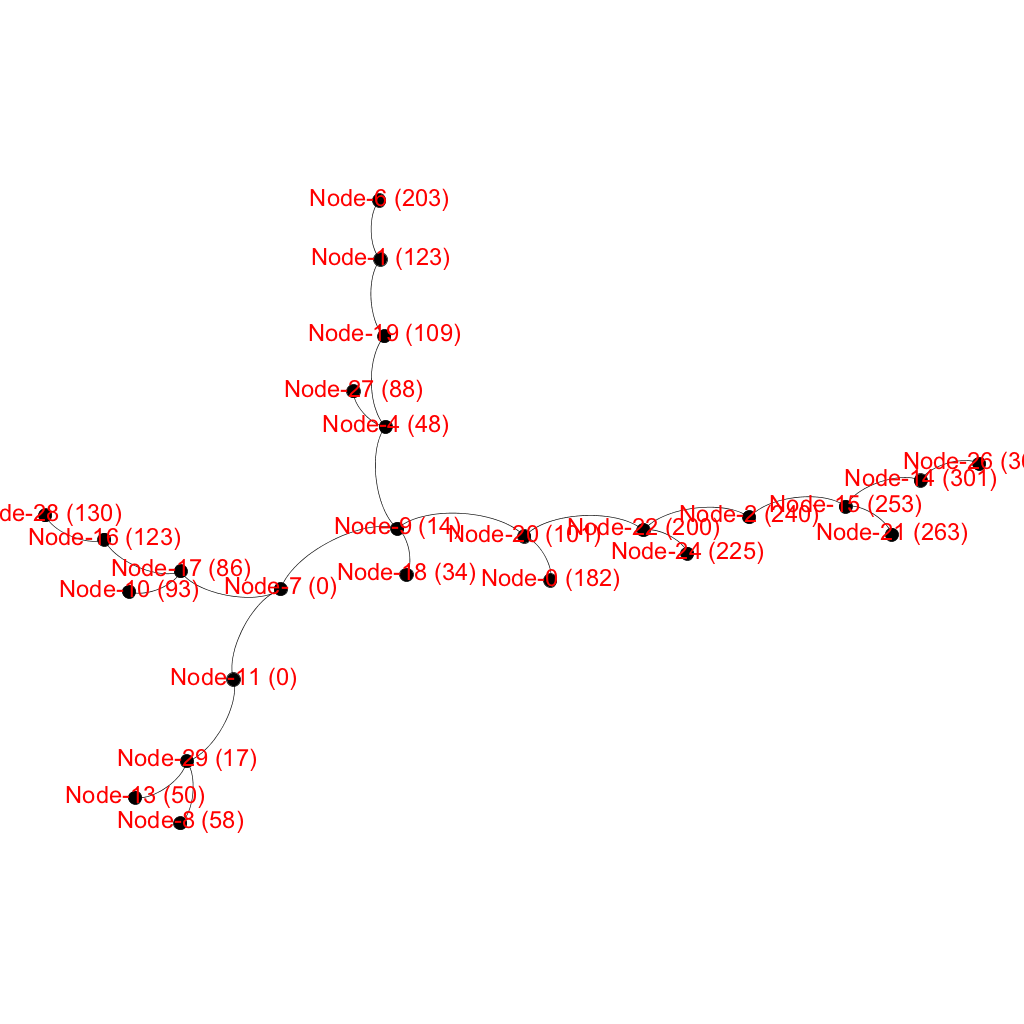 Node-6 (203)
Node-1 (123)
Node-19 (109)
Node-27 (88)
Node-4 (48)
Node-26 (30
Node-14 (301)
Node-15 (253)
de-28 (130)
Node-2 (240)
Node-9 (14)
Node-20 (101)
Node-22 (200)
Node-21 (263)
Node-16 (123)
Node-24 (225)
Node-17 (86)
Node-18 (34)
Node-0 (182)
Node-7 (0)
Node-10 (93)
Node-11 (0)
Node-29 (17)
Node-13 (50)
Node-8 (58)